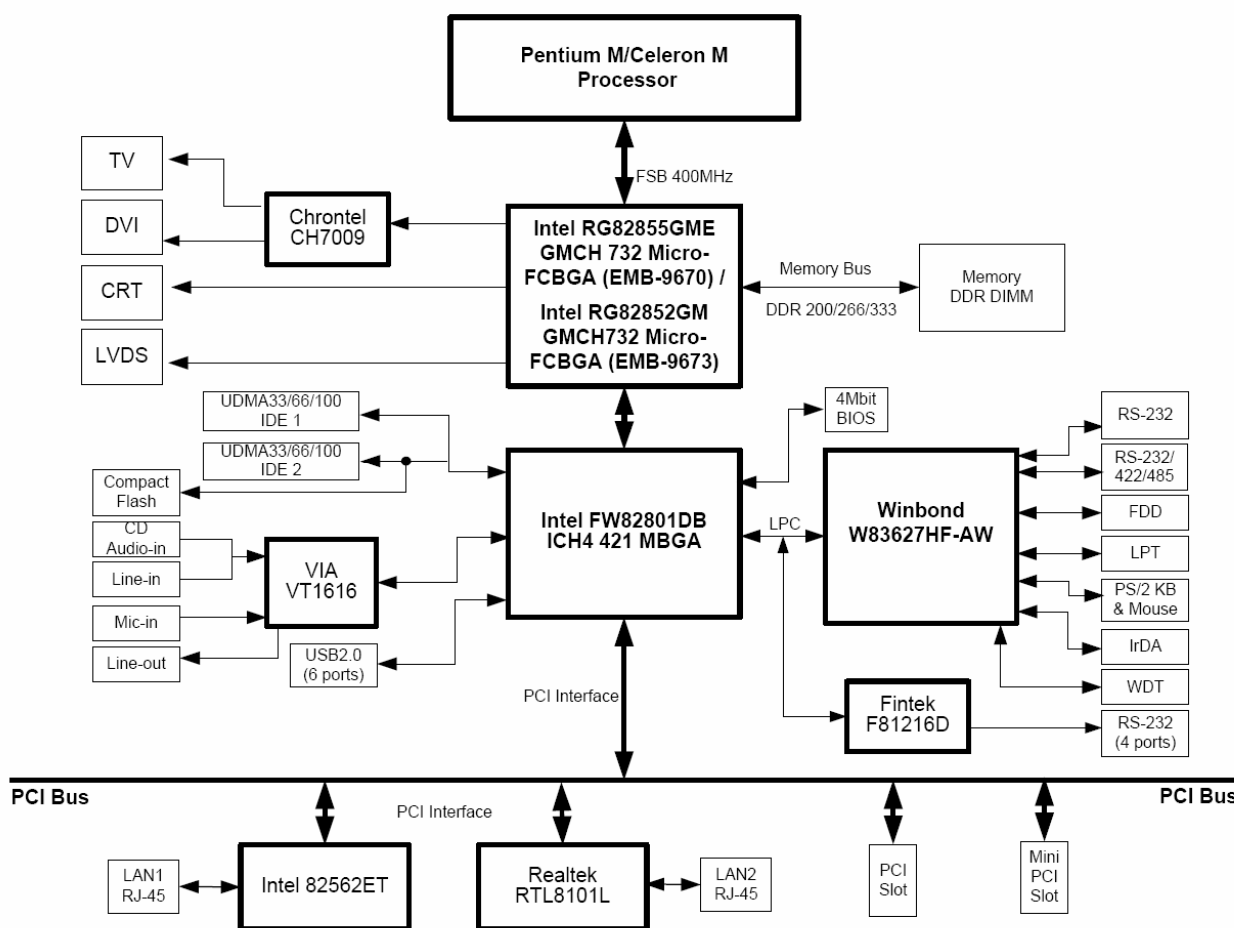 Pentium M/Celeron M
Processor
FSB 400MHz
TV
DVI
CRT
LVDS
Chrontel
CH7009
Intel RG82855GME
GMCH 732 Micro-
FCBGA (EMB-9670) /
Intel RG82852GM
GMCH732 Micro-
FCBGA (EMB-9673)
Memory Bus
DDR 200/266/333
Memory
DDR DIMM
UDMA33/66/100
IDE 1
UDMA33/66/100
IDE 2
Compact
Flash
CD
Audio-in
Line-in
Mic-in
Line-out
VIA
VT1616
USB2.0
(6 ports)
Intel FW82801DB
ICH4 421 MBGA
4Mbit
BIOS
LPC
Winbond
W83627HF-AW
RS-232
RS-232/
422/485
FDD
LPT
PS/2 KB
& Mouse
IrDA
WDT
RS-232
(4 ports)
Fintek
F81216D
PCI Interface
PCI Bus
PCI Bus
PCI Interface
LAN1
RJ-45
Intel 82562ET
Realtek
RTL8101L
LAN2
RJ-45
PCI
Slot
Mini
PCI
Slot